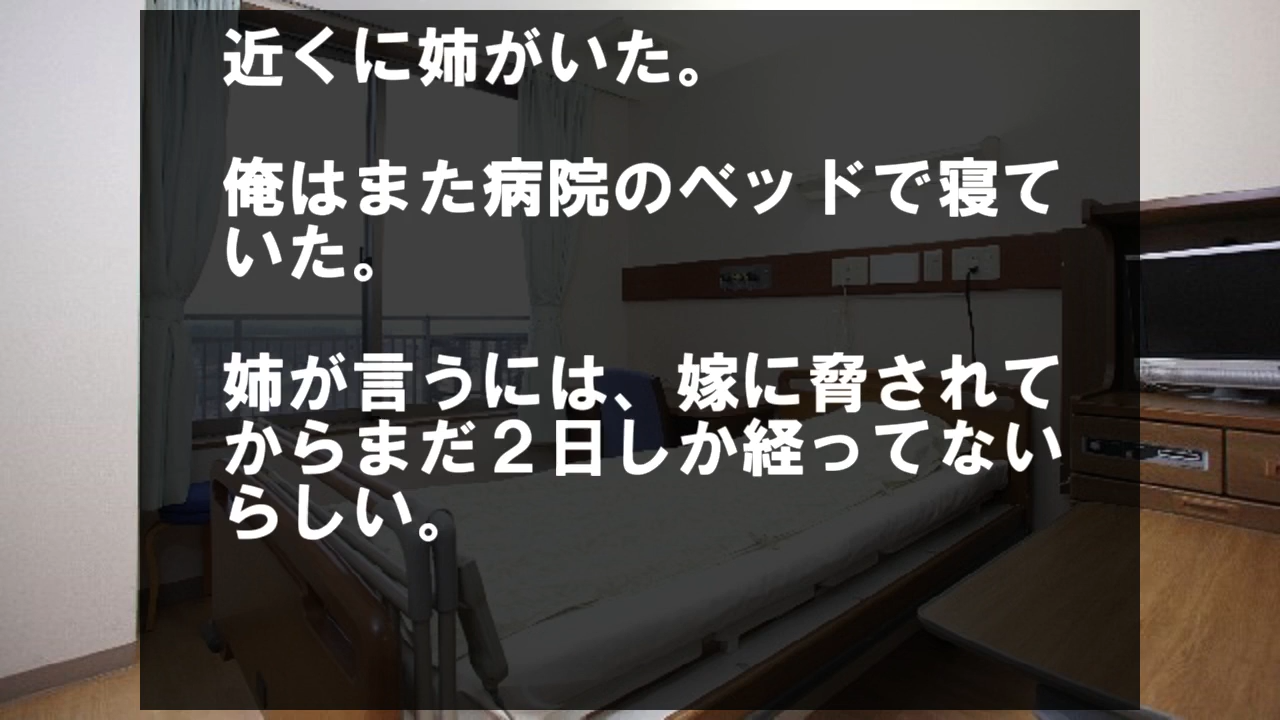 近くに姉がいた。
俺はまた病院のベッドで寝て
いた。
姉が言うには、嫁に脅されて
からまだ２日しか経ってない
らしい。